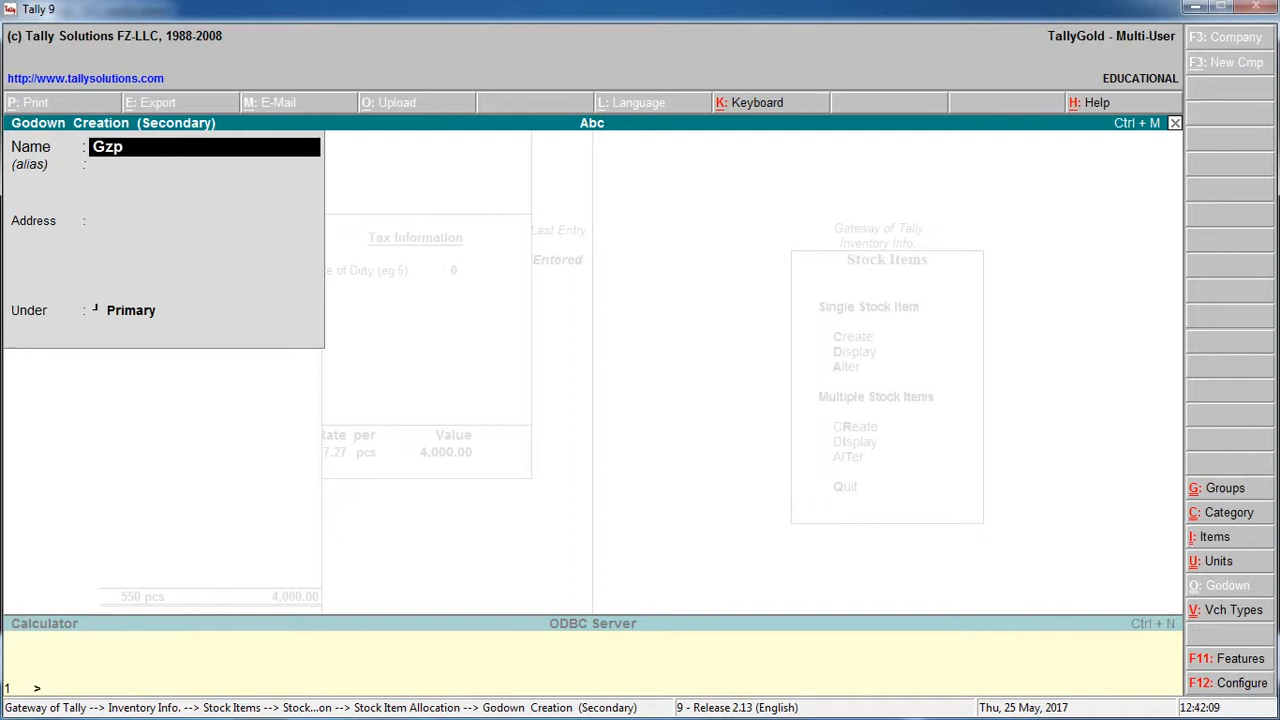 Tally 9
(c) Tally Solutions FZ-LLC, 1988-2008
TallyGold - Multi-User
http://www.tallysolutions.com
EDUCATIONAL
P: Print
E: Export
M: E-Mail
O: Upload
L: Language
K: Keyboard
H: Help
Godown Creation (Secondary)
Abc
Ctrl + M
Name : Gzp
(alias) :
Address :
Under : ┘ Primary
Tax Information
e of Duty (eg 5) : 0
Last Entry
Entered
Rate per Value
7.27 pcs 4,000.00
550 pcs 4,000.00
Gateway of Tally ...
Inventory Info. ...
Stock Items
Single Stock Item
Create
Display
Alter
Multiple Stock Items
CReate
DIsplay
AlTer
Quit
F3: Company
F3: New Cmp
G: Groups
C: Category
I: Items
U: Units
O: Godown
V: Vch Types
F11: Features
F12: Configure
Calculator
ODBC Server
Ctrl + N
1 >
Gateway of Tally --> Inventory Info. --> Stock Items --> Stock...on --> Stock Item Allocation --> Godown Creation (Secondary)
9 - Release 2.13 (English)
Thu, 25 May, 2017
12:42:09